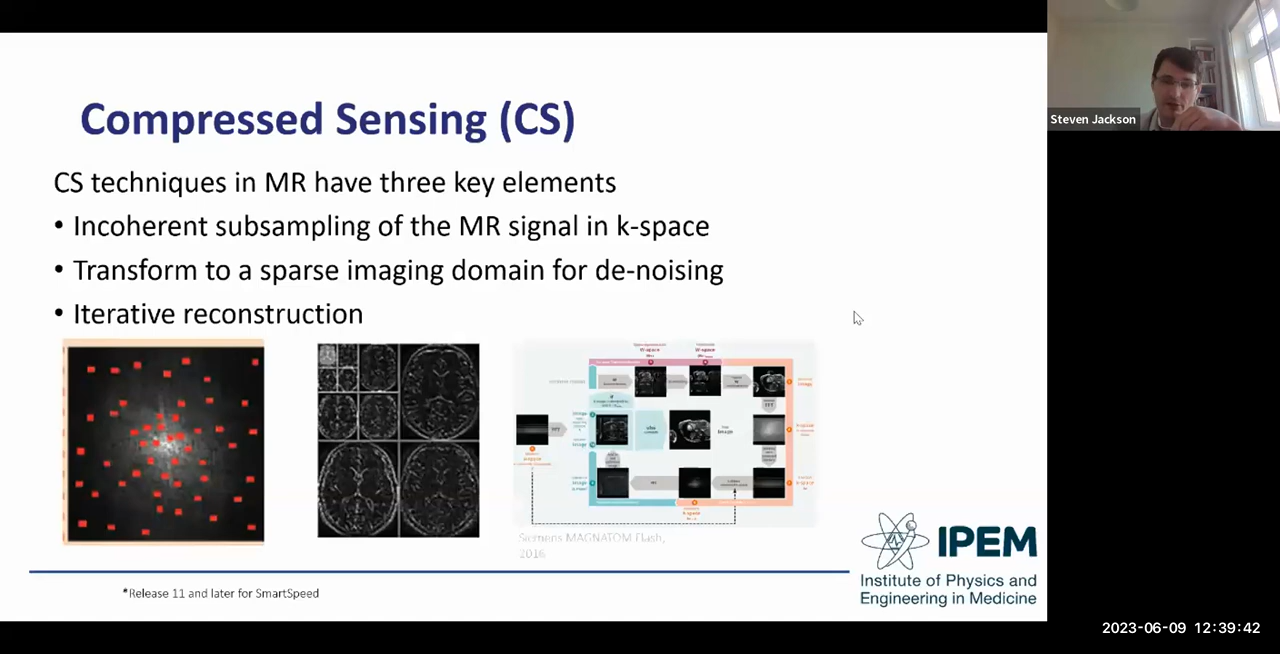 Compressed Sensing (CS)
CS techniques in MR have three key elements
• Incoherent subsampling of the MR signal in k-space
• Transform to a sparse imaging domain for de-noising
• Iterative reconstruction
Siemens MAGNATOM Flash,
2016
*Release 11 and later for SmartSpeed
IPEM
Institute of Physics and
Engineering in Medicine
Steven Jackson
2023-06-09 12:39:42